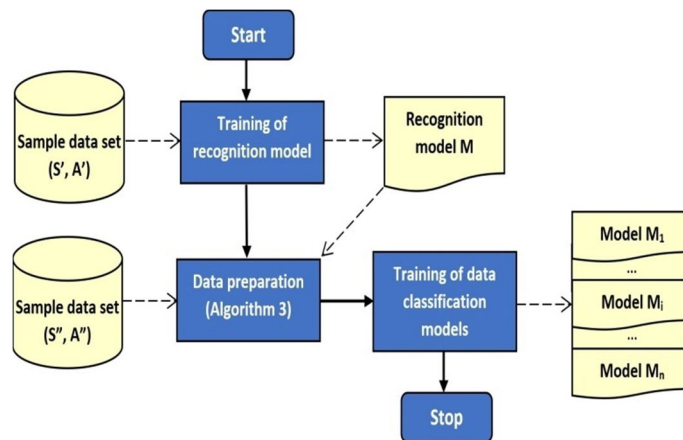 Start
Sample data set
(S’, A’)
Training of
recognition model
Recognition
model M
Sample data set
(S”, A”)
Data preparation
(Algorithm 3)
Training of data
classification
models
Model M₁
...
Model Mᵢ
...
Model Mₙ
Stop